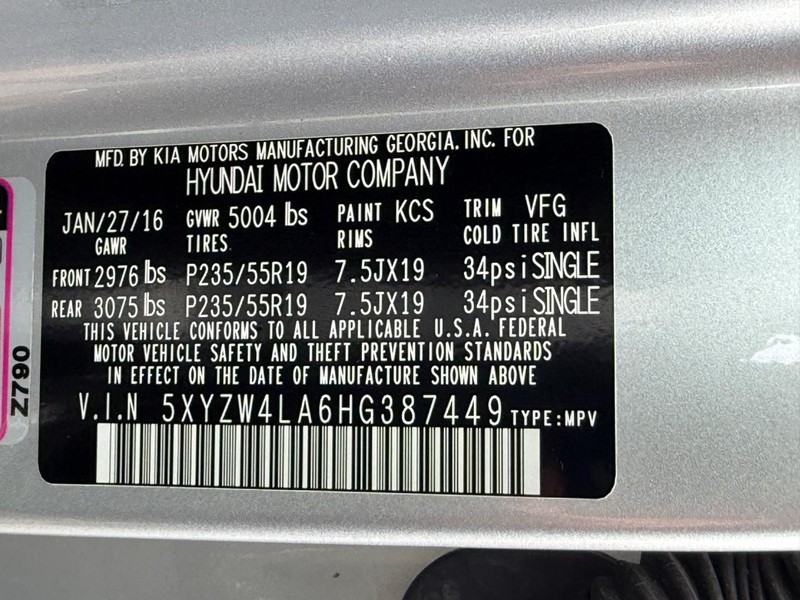 MFD. BY KIA MOTORS MANUFACTURING GEORGIA, INC. FOR
HYUNDAI MOTOR COMPANY
JAN/27/16 GVWR 5004 lbs PAINT KCS TRIM VFG
GAWR TIRES RIMS COLD TIRE INFL
FRONT 2976 lbs P235/55R19 7.5JX19 34psi SINGLE
REAR 3075 lbs P235/55R19 7.5JX19 34psi SINGLE
THIS VEHICLE CONFORMS TO ALL APPLICABLE U.S.A. FEDERAL
MOTOR VEHICLE SAFETY AND THEFT PREVENTION STANDARDS
IN EFFECT ON THE DATE OF MANUFACTURE SHOWN ABOVE
V.I.N 5XYZW4LA6HG387449 TYPE:MPV
Z790